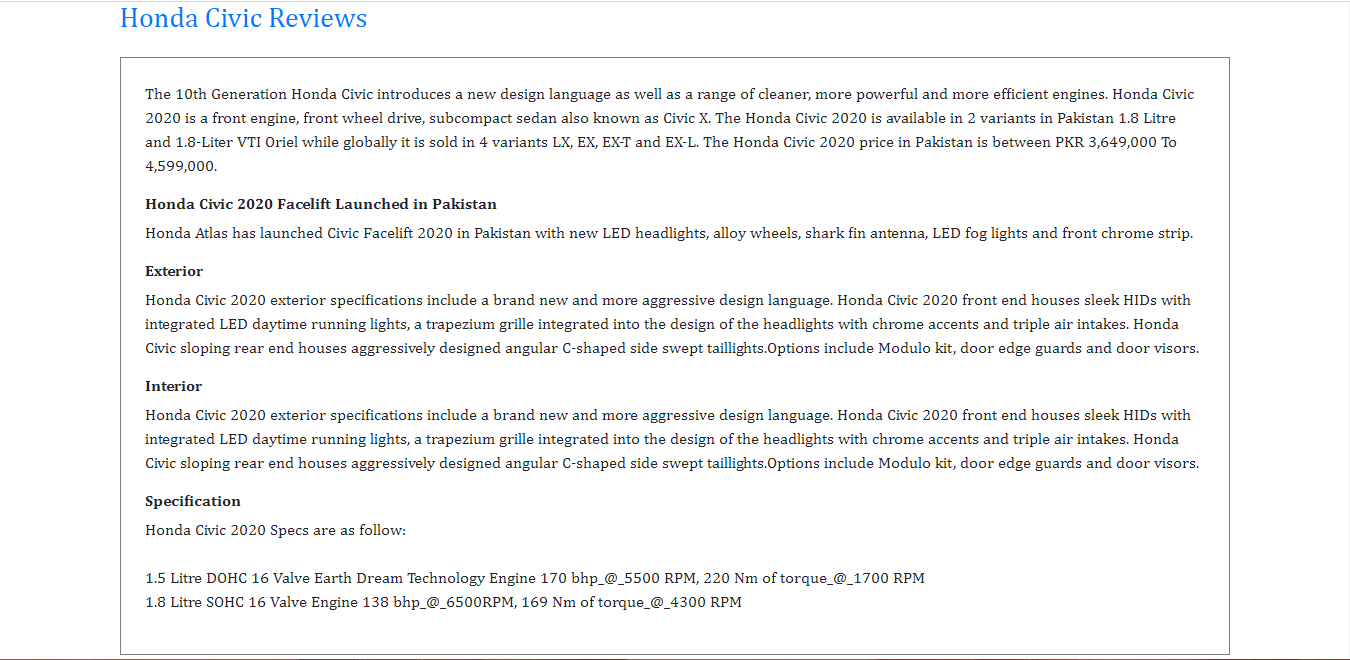 Honda Civic Reviews
The 10th Generation Honda Civic introduces a new design language as well as a range of cleaner, more powerful and more efficient engines. Honda Civic
2020 is a front engine, front wheel drive, subcompact sedan also known as Civic X. The Honda Civic 2020 is available in 2 variants in Pakistan 1.8 Litre
and 1.8-Liter VTI Oriel while globally it is sold in 4 variants LX, EX, EX-T and EX-L. The Honda Civic 2020 price in Pakistan is between PKR 3,649,000 To
4,599,000.
Honda Civic 2020 Facelift Launched in Pakistan
Honda Atlas has launched Civic Facelift 2020 in Pakistan with new LED headlights, alloy wheels, shark fin antenna, LED fog lights and front chrome strip.
Exterior
Honda Civic 2020 exterior specifications include a brand new and more aggressive design language. Honda Civic 2020 front end houses sleek HIDs with
integrated LED daytime running lights, a trapezium grille integrated into the design of the headlights with chrome accents and triple air intakes. Honda
Civic sloping rear end houses aggressively designed angular C-shaped side swept taillights.Options include Modulo kit, door edge guards and door visors.
Interior
Honda Civic 2020 exterior specifications include a brand new and more aggressive design language. Honda Civic 2020 front end houses sleek HIDs with
integrated LED daytime running lights, a trapezium grille integrated into the design of the headlights with chrome accents and triple air intakes. Honda
Civic sloping rear end houses aggressively designed angular C-shaped side swept taillights.Options include Modulo kit, door edge guards and door visors.
Specification
Honda Civic 2020 Specs are as follow:
1.5 Litre DOHC 16 Valve Earth Dream Technology Engine 170 bhp_@_5500 RPM, 220 Nm of torque_@_1700 RPM
1.8 Litre SOHC 16 Valve Engine 138 bhp_@_6500RPM, 169 Nm of torque_@_4300 RPM